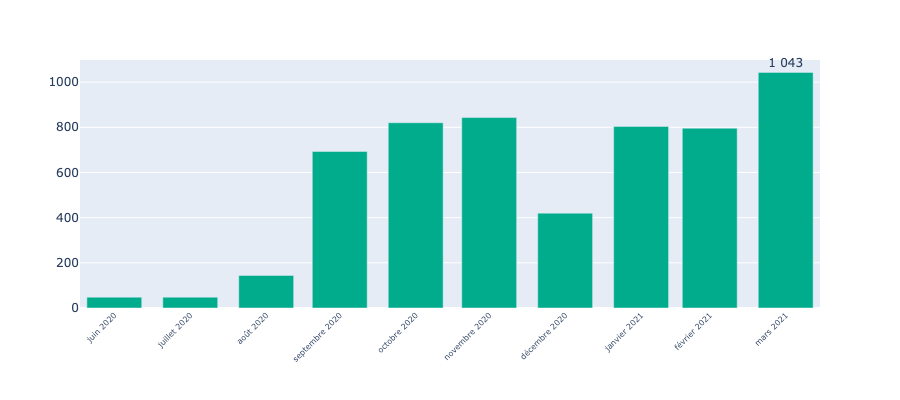 1 043
1000
800
600
400
200
0
juin 2020
juillet 2020
août 2020
septembre 2020
octobre 2020
novembre 2020
décembre 2020
janvier 2021
février 2021
mars 2021